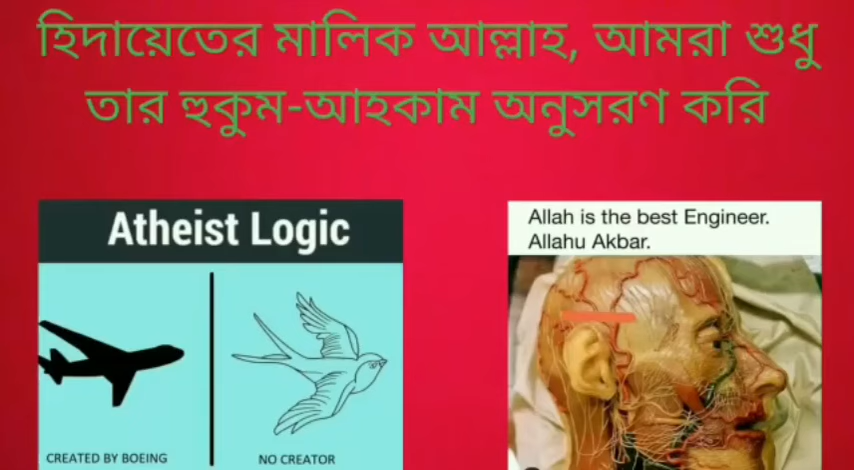 হিদায়েতের মালিক আল্লাহ, আমরা শুধু
তার হুকুম-আহকাম অনুসরণ করি
Atheist Logic
CREATED BY BOEING
NO CREATOR
Allah is the best Engineer.
Allahu Akbar.